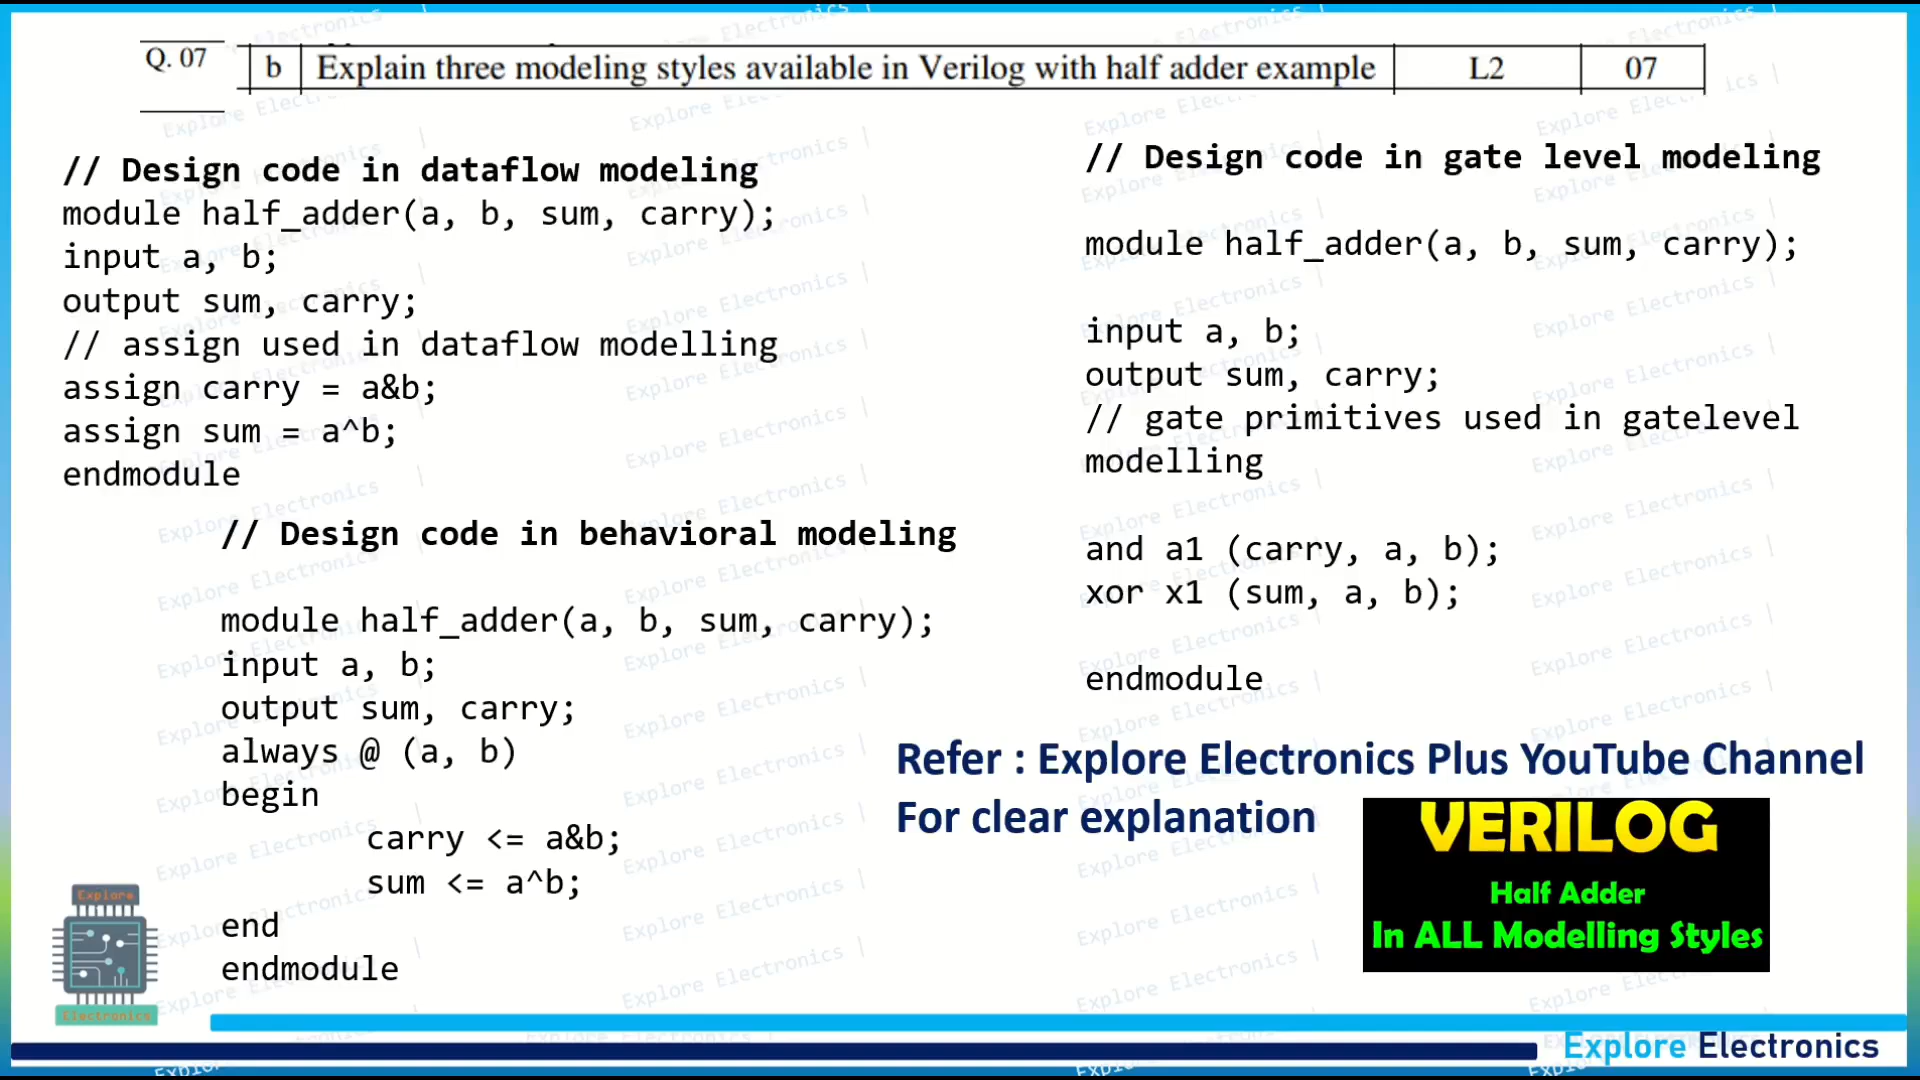 Q. 07
b
Explain three modeling styles available in Verilog with half adder example
L2
07
// Design code in dataflow modeling
module half_adder(a, b, sum, carry);
input a, b;
output sum, carry;
// assign used in dataflow modelling
assign carry = a&b;
assign sum = a^b;
endmodule
// Design code in behavioral modeling
module half_adder(a, b, sum, carry);
input a, b;
output sum, carry;
always @ (a, b)
begin
carry <= a&b;
sum <= a^b;
end
endmodule
// Design code in gate level modeling
module half_adder(a, b, sum, carry);
input a, b;
output sum, carry;
// gate primitives used in gatelevel
modelling
and a1 (carry, a, b);
xor x1 (sum, a, b);
endmodule
Refer : Explore Electronics Plus YouTube Channel
For clear explanation
VERILOG
Half Adder
In ALL Modelling Styles
Explore
Electronics
Explore Electronics